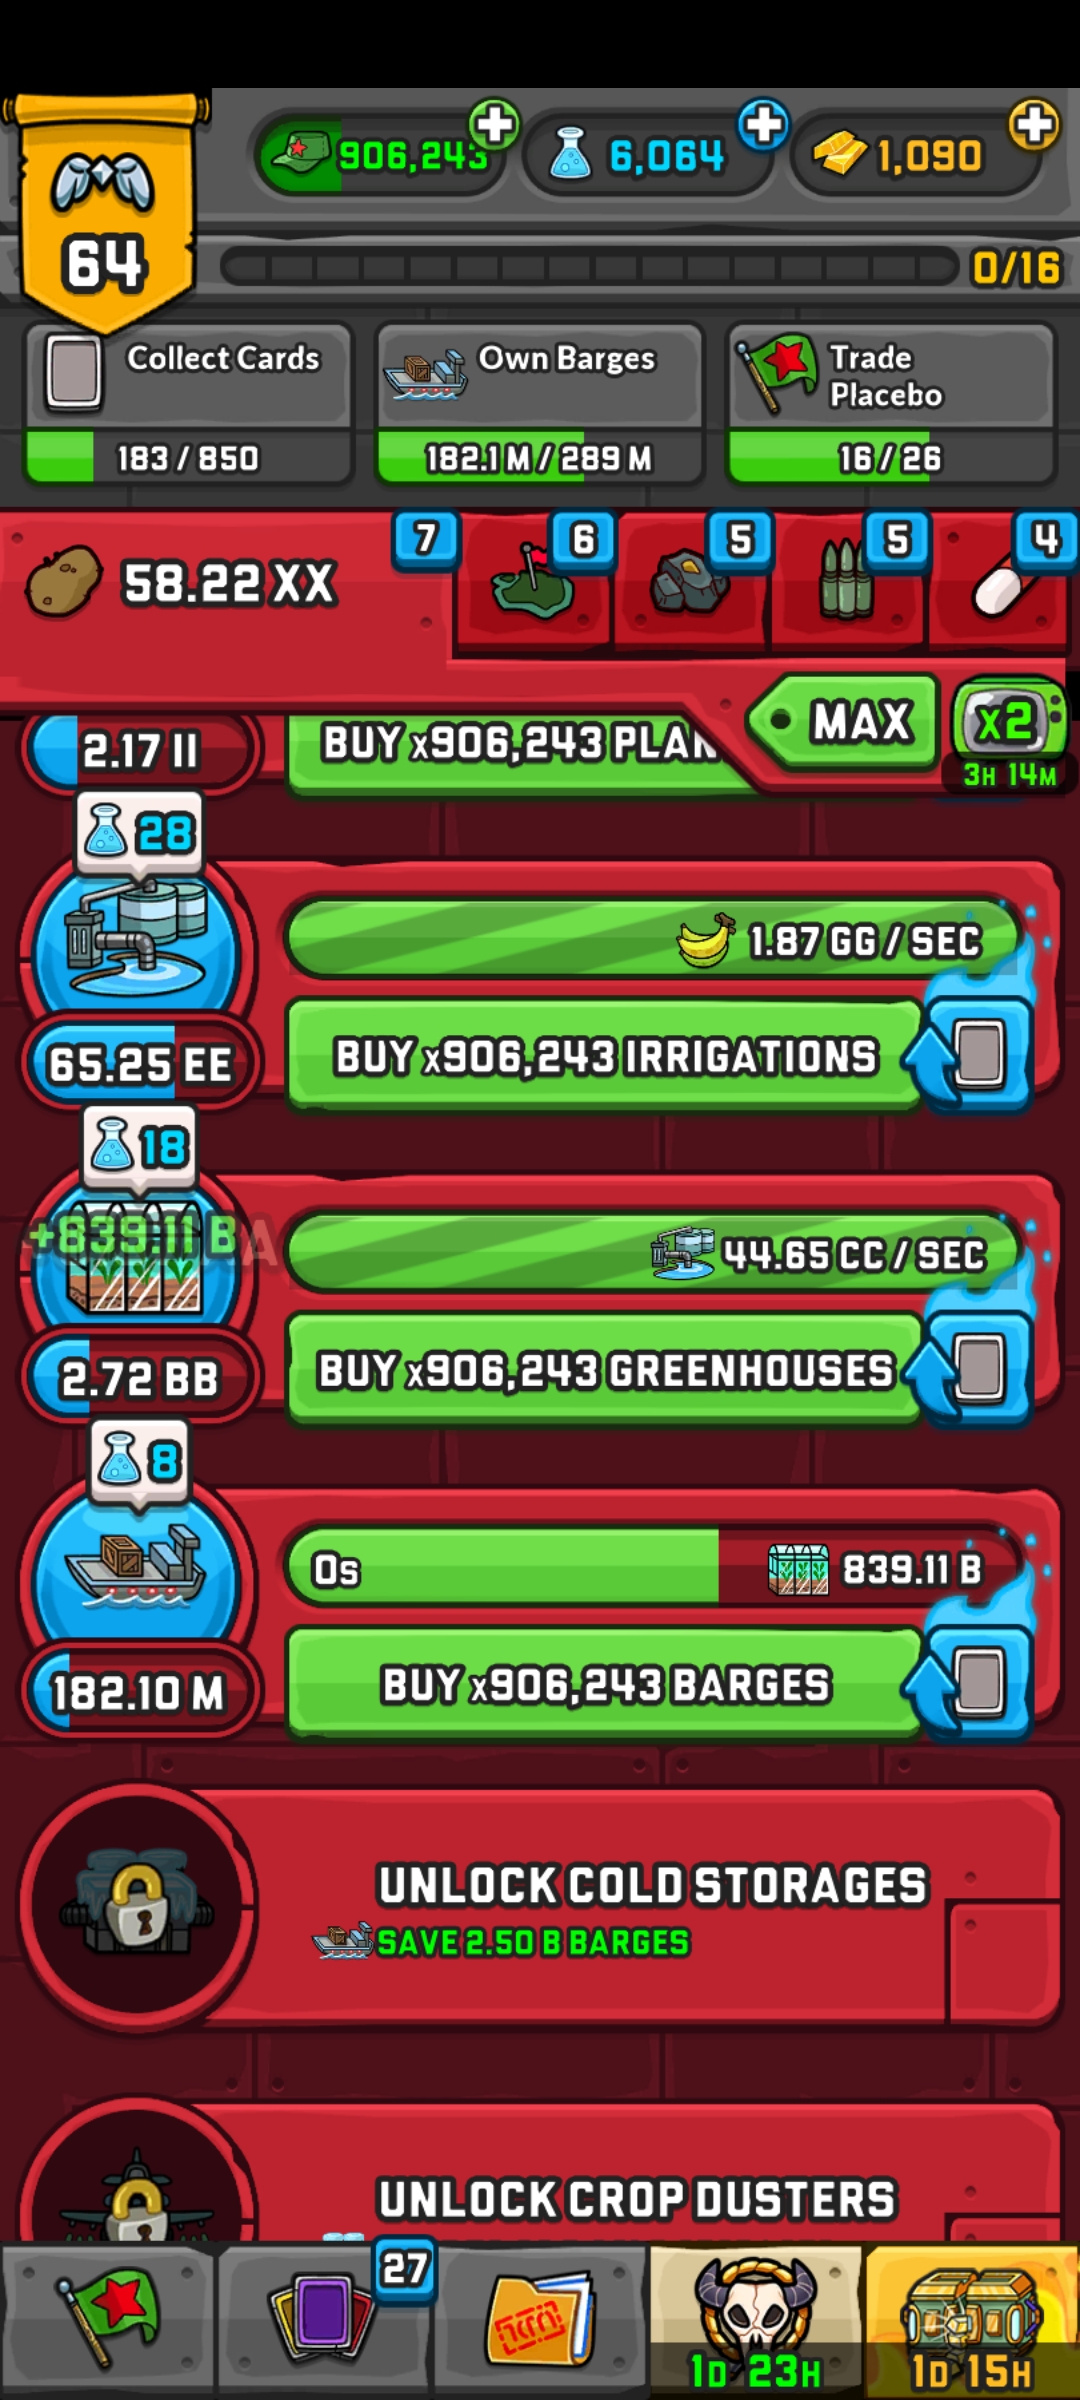 906,243
6,064
1,090
64
0/16
Collect Cards
183 / 850
Own Barges
182.1 M / 289 M
Trade
Placebo
16 / 26
58.22 XX
7
6
5
5
4
MAX
x2
3H 14M
2.17 II
BUY x906,243 PLAN
28
1.87 GG / SEC
65.25 EE
BUY x906,243 IRRIGATIONS
18
+839.11 B
44.65 CC / SEC
2.72 BB
BUY x906,243 GREENHOUSES
8
0s
839.11 B
182.10 M
BUY x906,243 BARGES
UNLOCK COLD STORAGES
SAVE 2.50 B BARGES
UNLOCK CROP DUSTERS
27
1D 23H
1D 15H